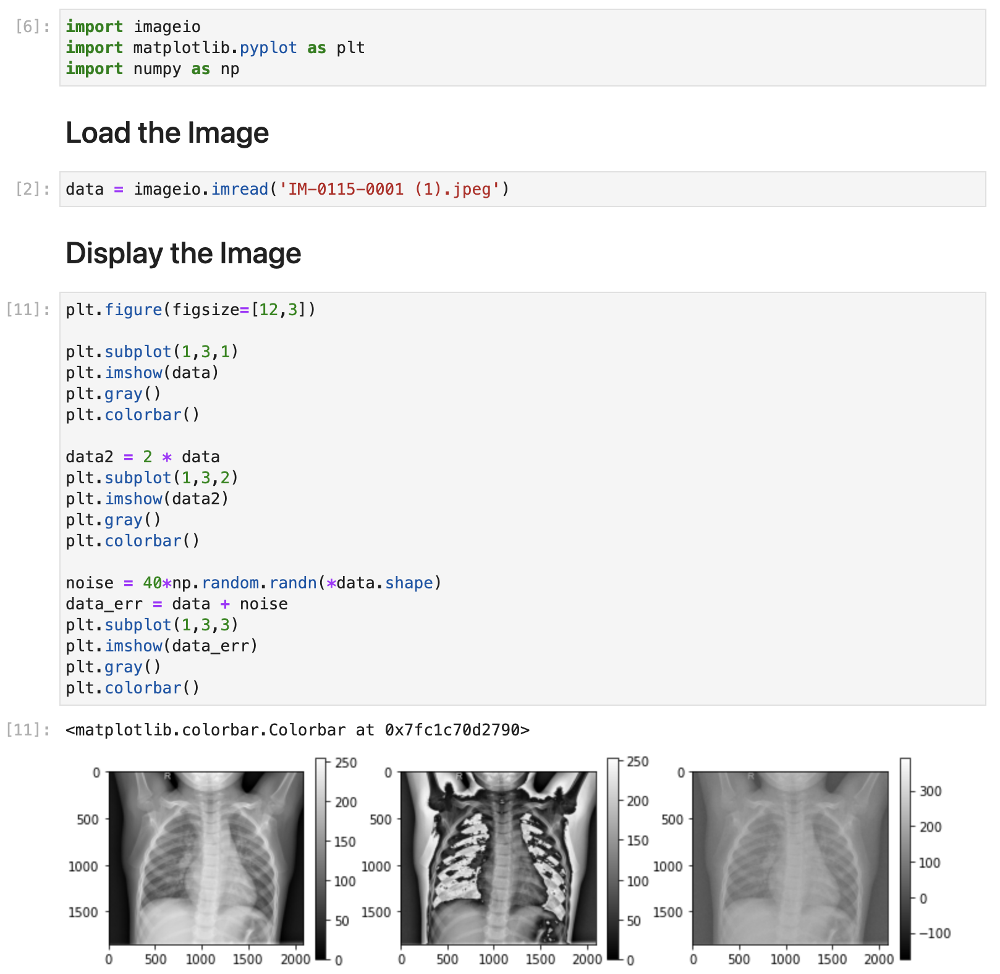 [6]: import imageio
import matplotlib.pyplot as plt
import numpy as np
Load the Image
[2]: data = imageio.imread('IM-0115-0001 (1).jpeg')
Display the Image
[11]: plt.figure(figsize=[12,3])
plt.subplot(1,3,1)
plt.imshow(data)
plt.gray()
plt.colorbar()
data2 = 2 * data
plt.subplot(1,3,2)
plt.imshow(data2)
plt.gray()
plt.colorbar()
noise = 40*np.random.randn(*data.shape)
data_err = data + noise
plt.subplot(1,3,3)
plt.imshow(data_err)
plt.gray()
plt.colorbar()
[11]: <matplotlib.colorbar.Colorbar at 0x7fc1c70d2790>
0
500
1000
1500
0 500 1000 1500 2000
R
250
200
150
100
50
0
0
500
1000
1500
0 500 1000 1500 2000
R
250
200
150
100
50
0
0
500
1000
1500
0 500 1000 1500 2000
R
300
200
100
0
−100